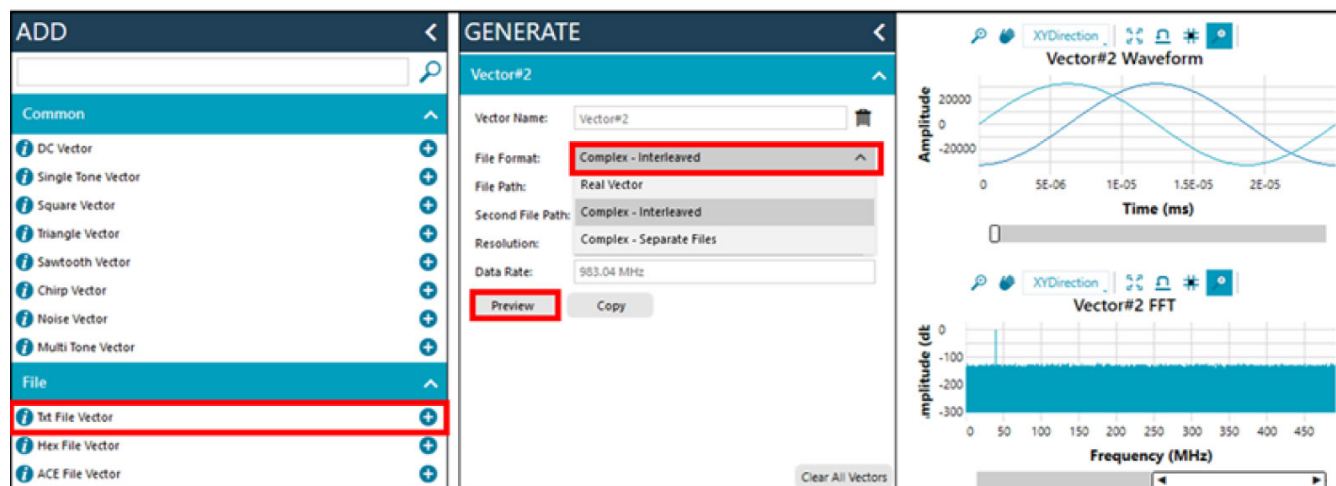 ADD
Common
DC Vector
Single Tone Vector
Square Vector
Triangle Vector
Sawtooth Vector
Chirp Vector
Noise Vector
Multi Tone Vector
File
Txt File Vector
Hex File Vector
ACE File Vector
GENERATE
Vector#2
Vector Name: Vector#2
File Format: Complex - Interleaved
File Path: Real Vector
Second File Path: Complex - Interleaved
Resolution: Complex - Separate Files
Data Rate: 983.04 MHz
Preview Copy
Clear All Vectors
XYDirection
Vector#2 Waveform
Amplitude
20000
0
-20000
0 5E-06 1E-05 1.5E-05 2E-05
Time (ms)
XYDirection
Vector#2 FFT
mplitude (dB
0
-100
-200
-300
0 50 100 150 200 250 300 350 400 450
Frequency (MHz)